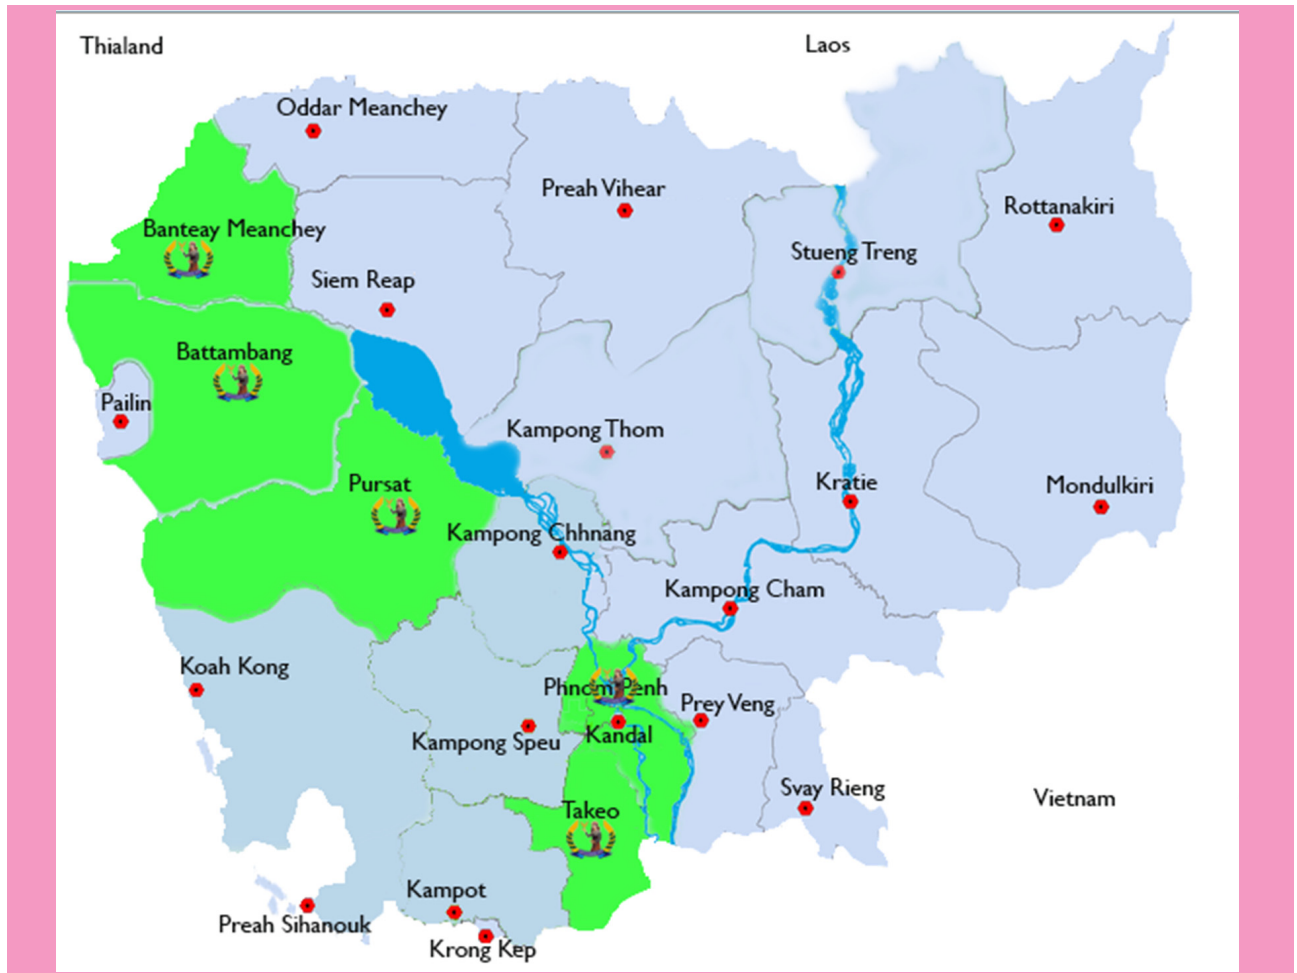 Thialand
Laos
Oddar Meanchey
Preah Vihear
Rottanakiri
Banteay Meanchey
Stueng Treng
Siem Reap
Battambang
Pailin
Kampong Thom
Pursat
Kratie
Mondulkiri
Kampong Chhnang
Kampong Cham
Koah Kong
Phnom Penh
Prey Veng
Kandal
Kampong Speu
Svay Rieng
Vietnam
Takeo
Kampot
Preah Sihanouk
Krong Kep